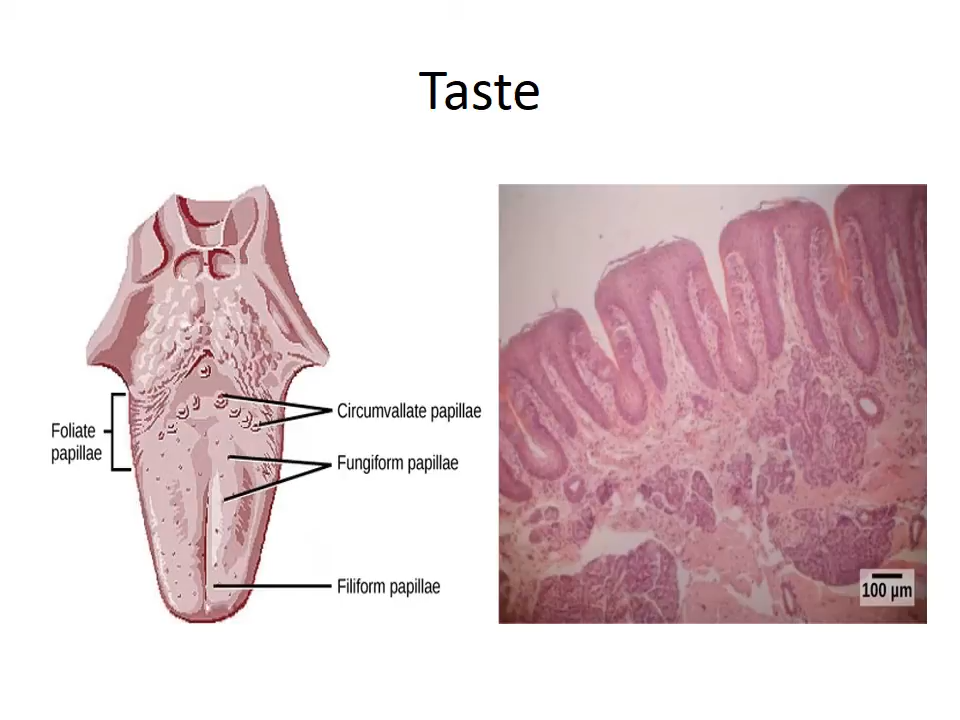 Taste
Foliate
papillae
Circumvallate papillae
Fungiform papillae
Filiform papillae
100 µm